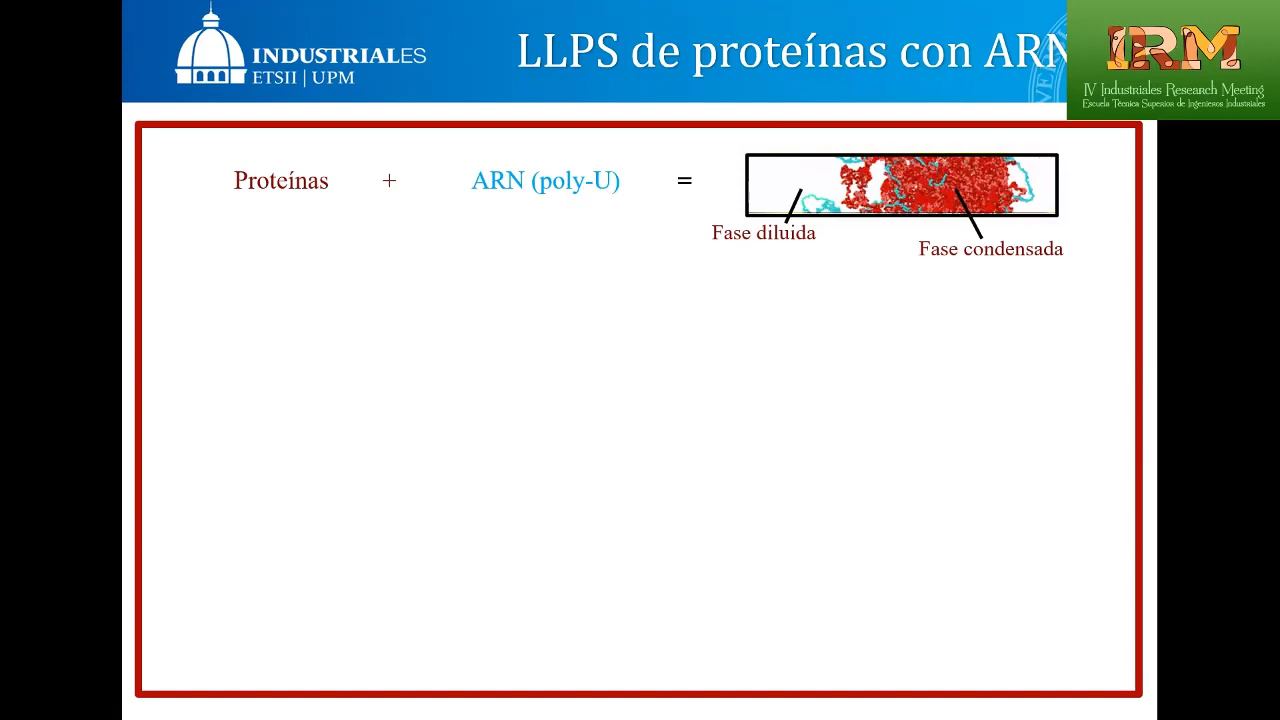 INDUSTRIALES
ETSII | UPM
LLPS de proteínas con ARN
IRM
IV Industriales Research Meeting
Escuela Técnica Superior de Ingenieros Industriales
Proteínas + ARN (poly-U) =
Fase diluida
Fase condensada